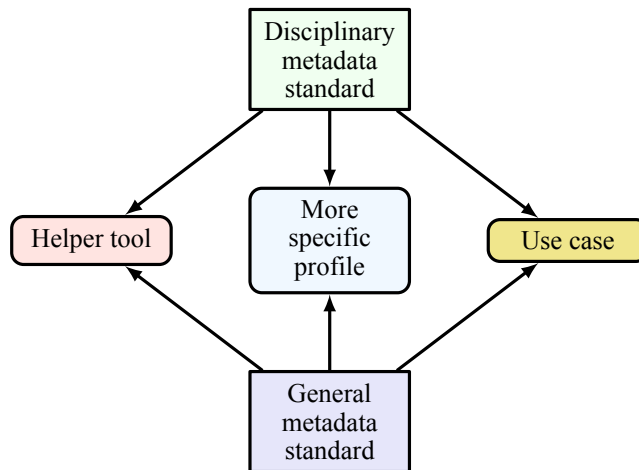 Disciplinary
metadata
standard
Helper tool
More
specific
profile
Use case
General
metadata
standard